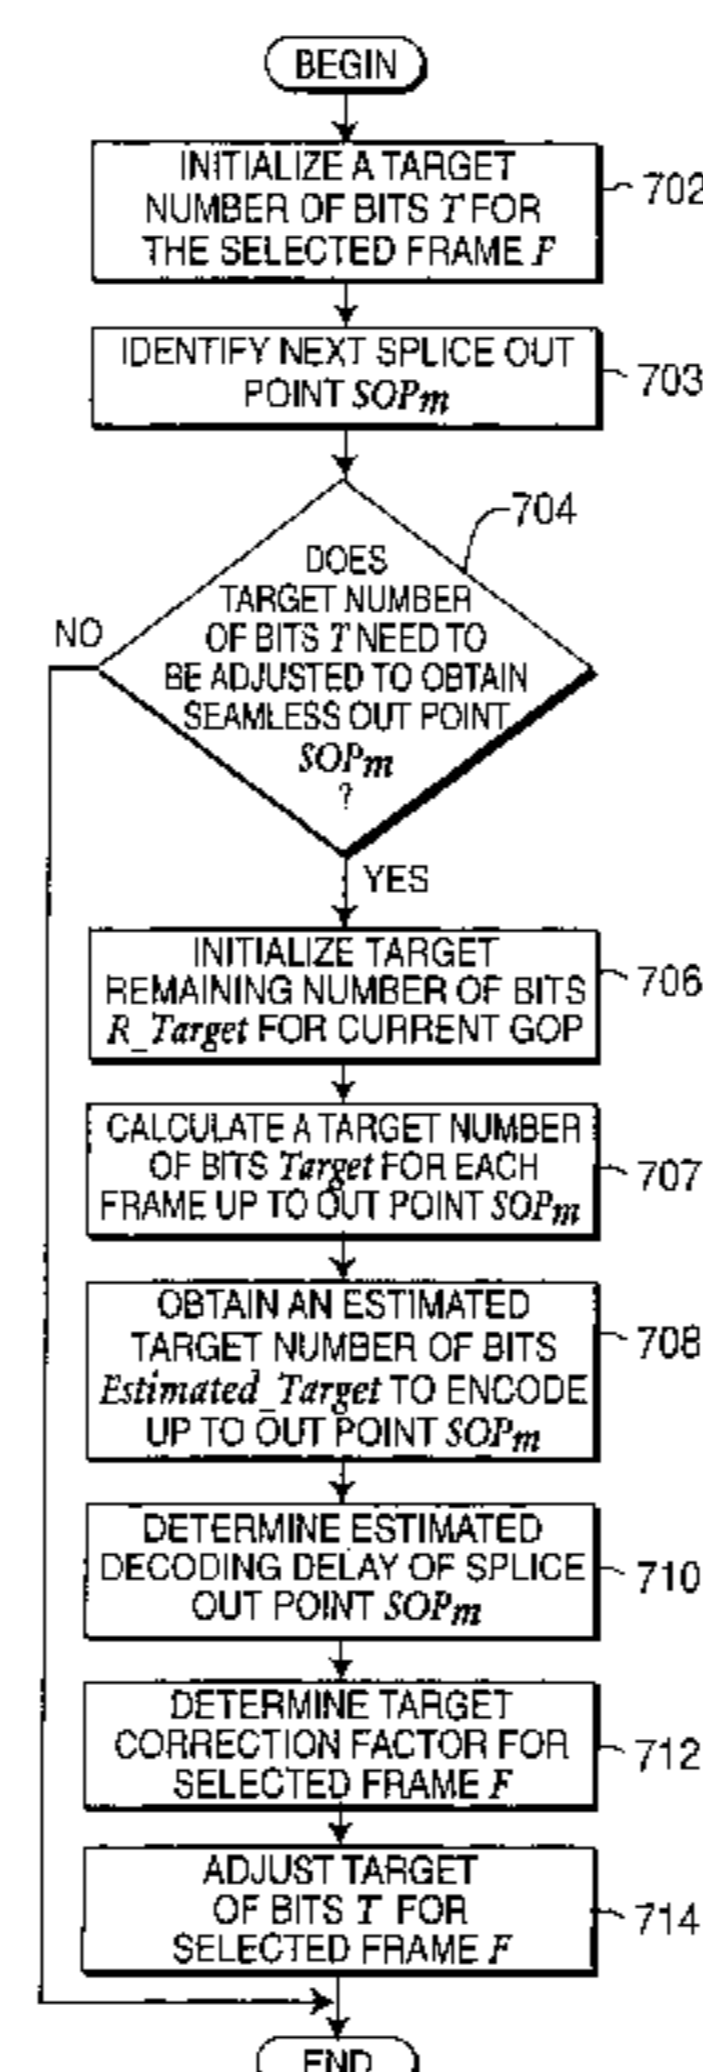 BEGIN
INITIALIZE A TARGET
NUMBER OF BITS T FOR
THE SELECTED FRAME F
702
IDENTIFY NEXT SPLICE OUT
POINT SOPm
703
704
DOES
TARGET NUMBER
OF BITS T NEED TO
BE ADJUSTED TO OBTAIN
SEAMLESS OUT POINT
SOPm
?
NO
YES
INITIALIZE TARGET
REMAINING NUMBER OF BITS
R_Target FOR CURRENT GOP
706
CALCULATE A TARGET NUMBER
OF BITS Target FOR EACH
FRAME UP TO OUT POINT SOPm
707
OBTAIN AN ESTIMATED
TARGET NUMBER OF BITS
Estimated_Target TO ENCODE
UP TO OUT POINT SOPm
708
DETERMINE ESTIMATED
DECODING DELAY OF SPLICE
OUT POINT SOPm
710
DETERMINE TARGET
CORRECTION FACTOR FOR
SELECTED FRAME F
712
ADJUST TARGET
OF BITS T FOR
SELECTED FRAME F
714
END